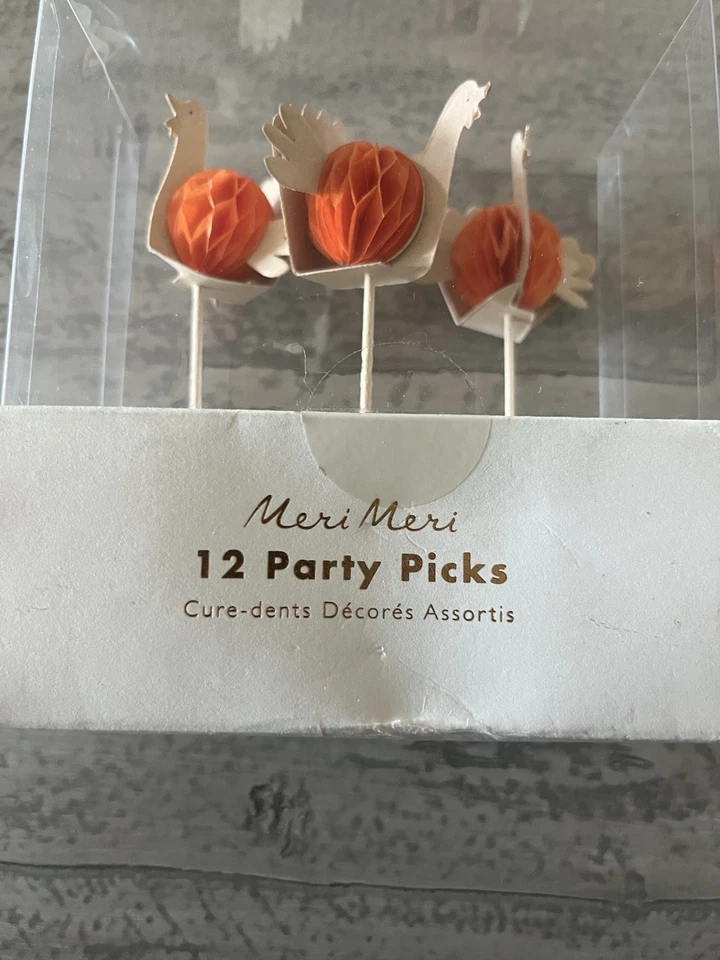 Meri Meri
12 Party Picks
Cure-dents Décorés Assortis